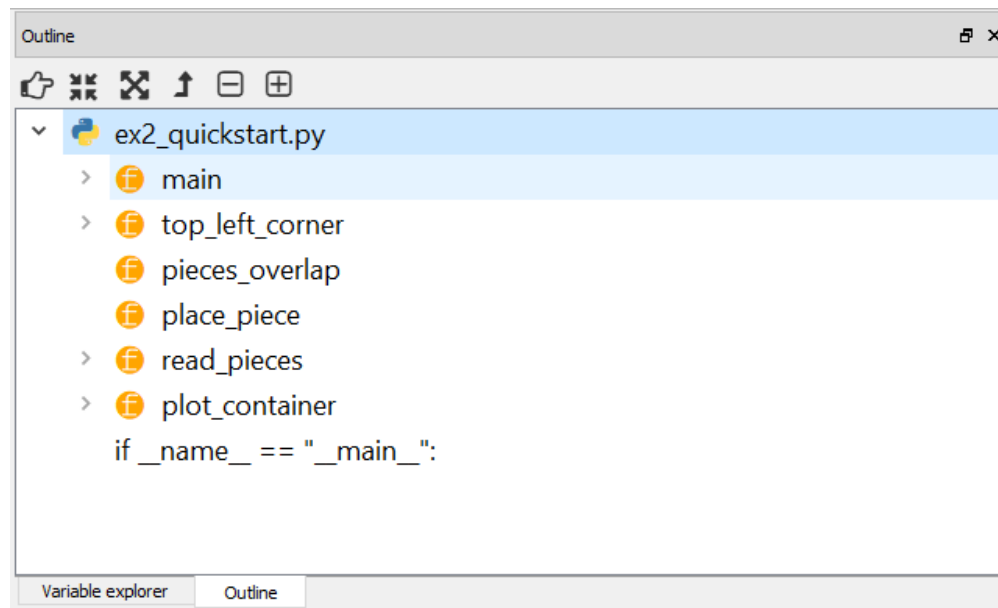 Outline
ex2_quickstart.py
main
top_left_corner
pieces_overlap
place_piece
read_pieces
plot_container
if __name__ == "__main__":
Variable explorer Outline